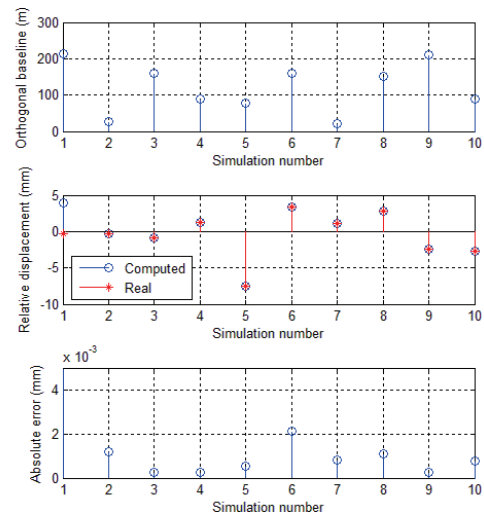 Orthogonal baseline (m)
300
200
100
0
1 2 3 4 5 6 7 8 9 10
Simulation number
Relative displacement (mm)
5
0
-5
-10
Computed
Real
1 2 3 4 5 6 7 8 9 10
Simulation number
Absolute error (mm)
x 10^-3
4
2
0
1 2 3 4 5 6 7 8 9 10
Simulation number